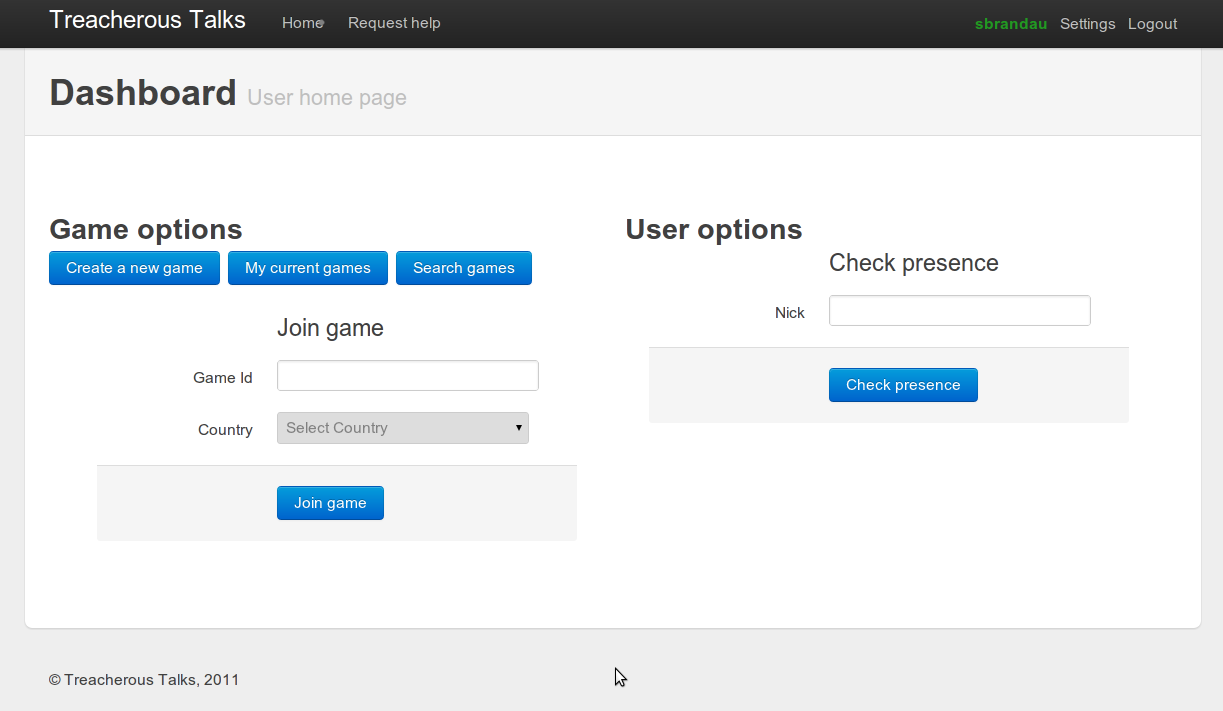 Treacherous Talks Home Request help sbrandau Settings Logout
Dashboard User home page
Game options
Create a new game My current games Search games
Join game
Game Id
Country Select Country
Join game
User options
Check presence
Nick
Check presence
© Treacherous Talks, 2011